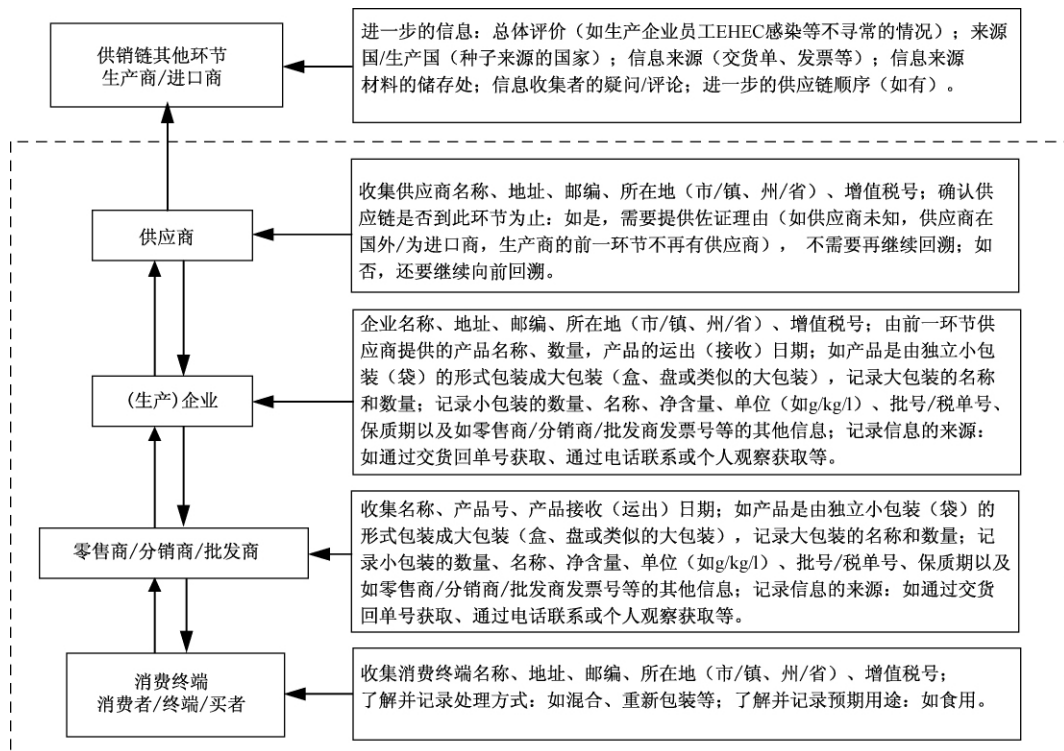 供销链其他环节
生产商/进口商
进一步的信息：总体评价（如生产企业员工EHEC感染等不寻常的情况）；来源
国/生产国（种子来源的国家）；信息来源（交货单、发票等）；信息来源
材料的储存处；信息收集者的疑问/评论；进一步的供应链顺序（如有）。
供应商
收集供应商名称、地址、邮编、所在地（市/镇、州/省）、增值税号；确认供
应链是否到此环节为止：如是，需要提供佐证理由（如供应商未知，供应商在
国外/为进口商，生产商的前一环节不再有供应商）， 不需要再继续回溯；如
否，还要继续向前回溯。
(生产)企业
企业名称、地址、邮编、所在地（市/镇、州/省）、增值税号；由前一环节供
应商提供的产品名称、数量，产品的运出（接收）日期；如产品是由独立小包
装（袋）的形式包装成大包装（盒、盘或类似的大包装），记录大包装的名称
和数量；记录小包装的数量、名称、净含量、单位（如g/kg/l）、批号/税单号、
保质期以及如零售商/分销商/批发商发票号等的其他信息；记录信息的来源：
如通过交货回单号获取、通过电话联系或个人观察获取等。
零售商/分销商/批发商
收集名称、产品号、产品接收（运出）日期；如产品是由独立小包装（袋）的
形式包装成大包装（盒、盘或类似的大包装），记录大包装的名称和数量；记
录小包装的数量、名称、净含量、单位（如g/kg/l）、批号/税单号、保质期以及
如零售商/分销商/批发商发票号等的其他信息；记录信息的来源：如通过交货
回单号获取、通过电话联系或个人观察获取等。
消费终端
消费者/终端/买者
收集消费终端名称、地址、邮编、所在地（市/镇、州/省）、增值税号；
了解并记录处理方式：如混合、重新包装等；了解并记录预期用途：如食用。